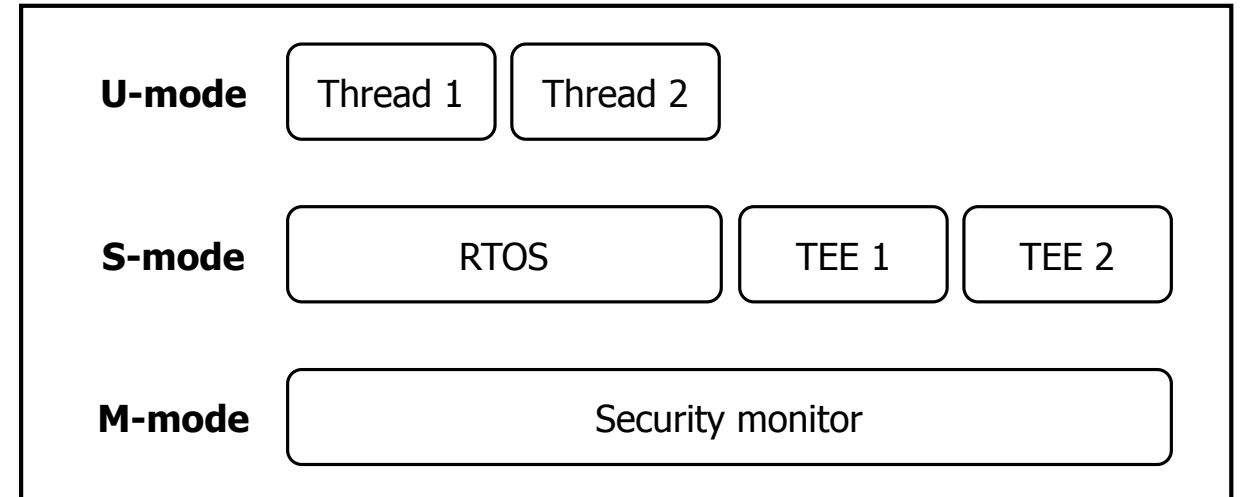 U-mode Thread 1 Thread 2
S-mode RTOS TEE 1 TEE 2
M-mode Security monitor